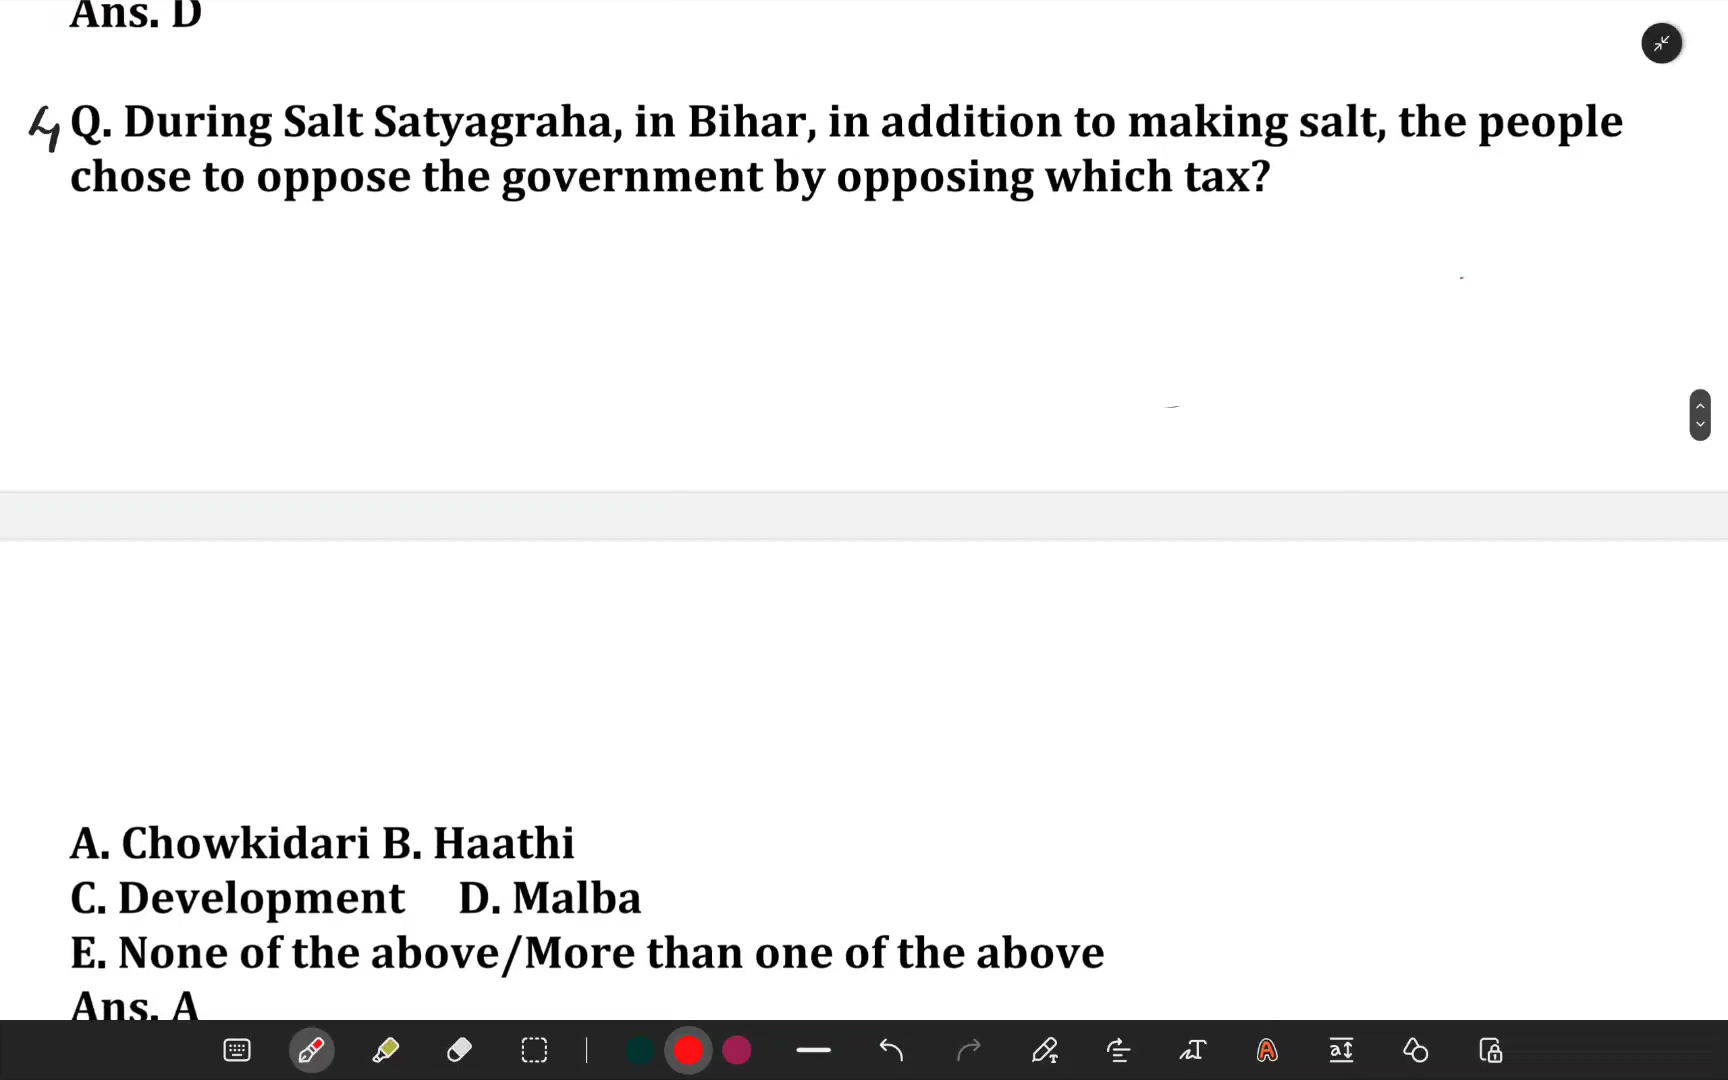 Ans. D
4 Q. During Salt Satyagraha, in Bihar, in addition to making salt, the people
chose to oppose the government by opposing which tax?
A. Chowkidari B. Haathi
C. Development D. Malba
E. None of the above/More than one of the above
Ans. A